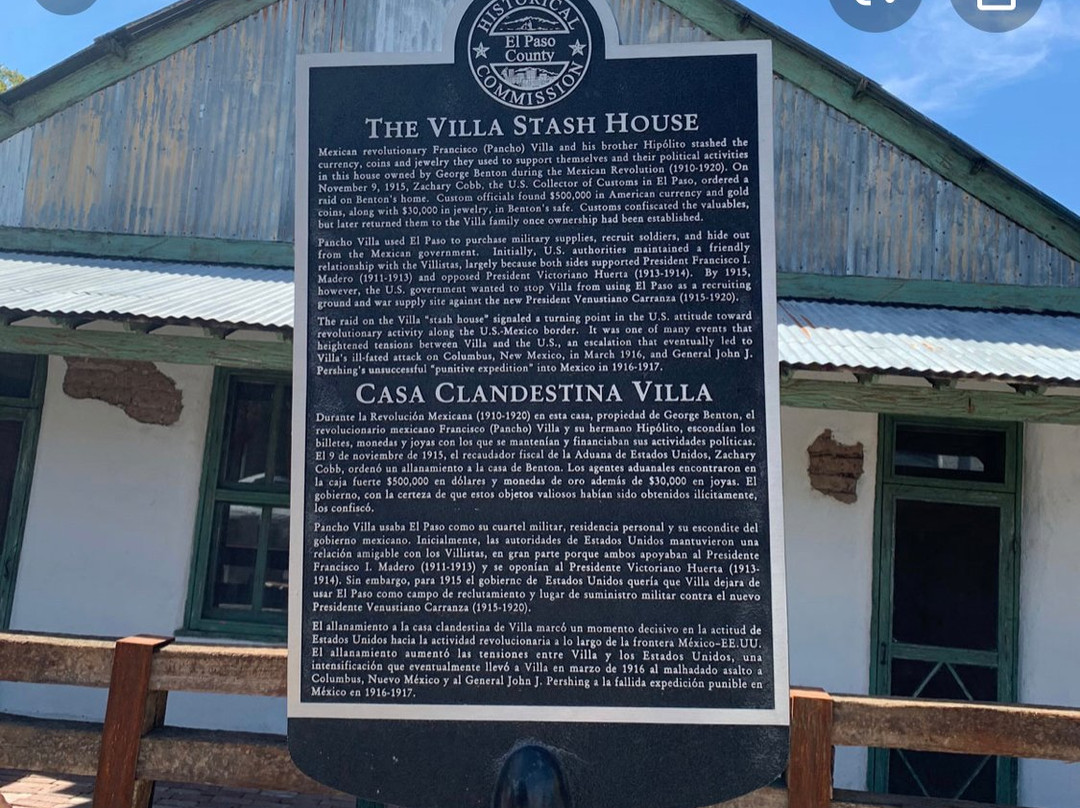 HISTORICAL
El Paso
County
COMMISSION
THE VILLA STASH HOUSE
Mexican revolutionary Francisco (Pancho) Villa and his brother Hipólito stashed the
currency, coins and jewelry they used to support themselves and their political activities
in this house owned by George Benton during the Mexican Revolution (1910-1920). On
November 9, 1915, Zachary Cobb, the U.S. Collector of Customs in El Paso, ordered a
raid on Benton's home. Custom officials found $500,000 in American currency and gold
coins, along with $30,000 in jewelry, in Benton's safe. Customs confiscated the valuables,
but later returned them to the Villa family once ownership had been established.
Pancho Villa used El Paso to purchase military supplies, recruit soldiers, and hide out
from the Mexican government. Initially, U.S. authorities maintained a friendly
relationship with the Villistas, largely because both sides supported President Francisco I.
Madero (1911-1913) and opposed President Victoriano Huerta (1913-1914). By 1915,
however, the U.S. government wanted to stop Villa from using El Paso as a recruiting
ground and war supply site against the new President Venustiano Carranza (1915-1920).
The raid on the Villa "stash house" signaled a turning point in the U.S. attitude toward
revolutionary activity along the U.S.-Mexico border. It was one of many events that
heightened tensions between Villa and the U.S., an escalation that eventually led to
Villa's ill-fated attack on Columbus, New Mexico, in March 1916, and General John J.
Pershing's unsuccessful "punitive expedition" into Mexico in 1916-1917.
CASA CLANDESTINA VILLA
Durante la Revolución Mexicana (1910-1920) en esta casa, propiedad de George Benton, el
revolucionario mexicano Francisco (Pancho) Villa y su hermano Hipólito, escondían los
billetes, monedas y joyas con los que se mantenían y financiaban sus actividades políticas.
El 9 de noviembre de 1915, el recaudador fiscal de la Aduana de Estados Unidos, Zachary
Cobb, ordenó un allanamiento a la casa de Benton. Los agentes aduanales encontraron en
la caja fuerte $500,000 en dólares y monedas de oro además de $30,000 en joyas. El
gobierno, con la certeza de que estos objetos valiosos habían sido obtenidos ilícitamente,
los confiscó.
Pancho Villa usaba El Paso como su cuartel militar, residencia personal y su escondite del
gobierno mexicano. Inicialmente, las autoridades de Estados Unidos mantuvieron una
relación amigable con los Villistas, en gran parte porque ambos apoyaban al Presidente
Francisco I. Madero (1911-1913) y se oponían al Presidente Victoriano Huerta (1913-
1914). Sin embargo, para 1915 el gobierno de Estados Unidos quería que Villa dejara de
usar El Paso como campo de reclutamiento y lugar de suministro militar contra el nuevo
Presidente Venustiano Carranza (1915-1920).
El allanamiento a la casa clandestina de Villa marcó un momento decisivo en la actitud de
Estados Unidos hacia la actividad revolucionaria a lo largo de la frontera México-EE.UU.
El allanamiento aumentó las tensiones entre Villa y los Estados Unidos, una
intensificación que eventualmente llevó a Villa en marzo de 1916 al malhadado asalto a
Columbus, Nuevo México y al General John J. Pershing a la fallida expedición punible en
México en 1916-1917.